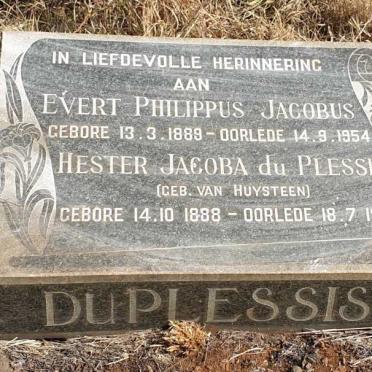 IN LIEFDEVOLLE HERINNERING
AAN
EVERT PHILIPPUS JACOBUS
GEBORE 13.3.1889 - OORLEDE 14.9.1954
HESTER JACOBA du PLESSI
(GEB. VAN HUYSTEEN)
GEBORE 14.10 1888 - OORLEDE 18.7 1
DUPLESSIS